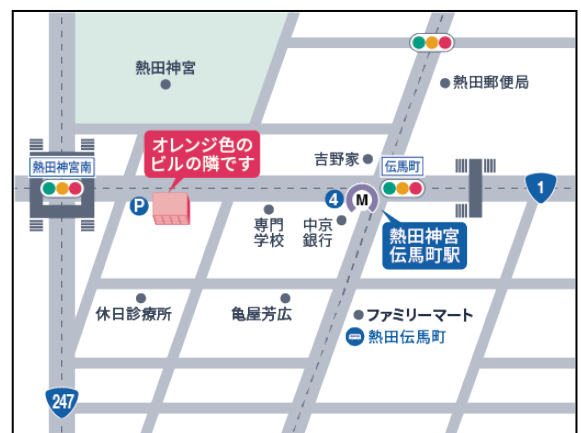 熱田神宮
熱田郵便局
オレンジ色の
ビルの隣です
吉野家
伝馬町
熱田神宮南
1
P
4
M
専門
学校
中京
銀行
熱田神宮
伝馬町駅
休日診療所
亀屋芳広
ファミリーマート
熱田伝馬町
247